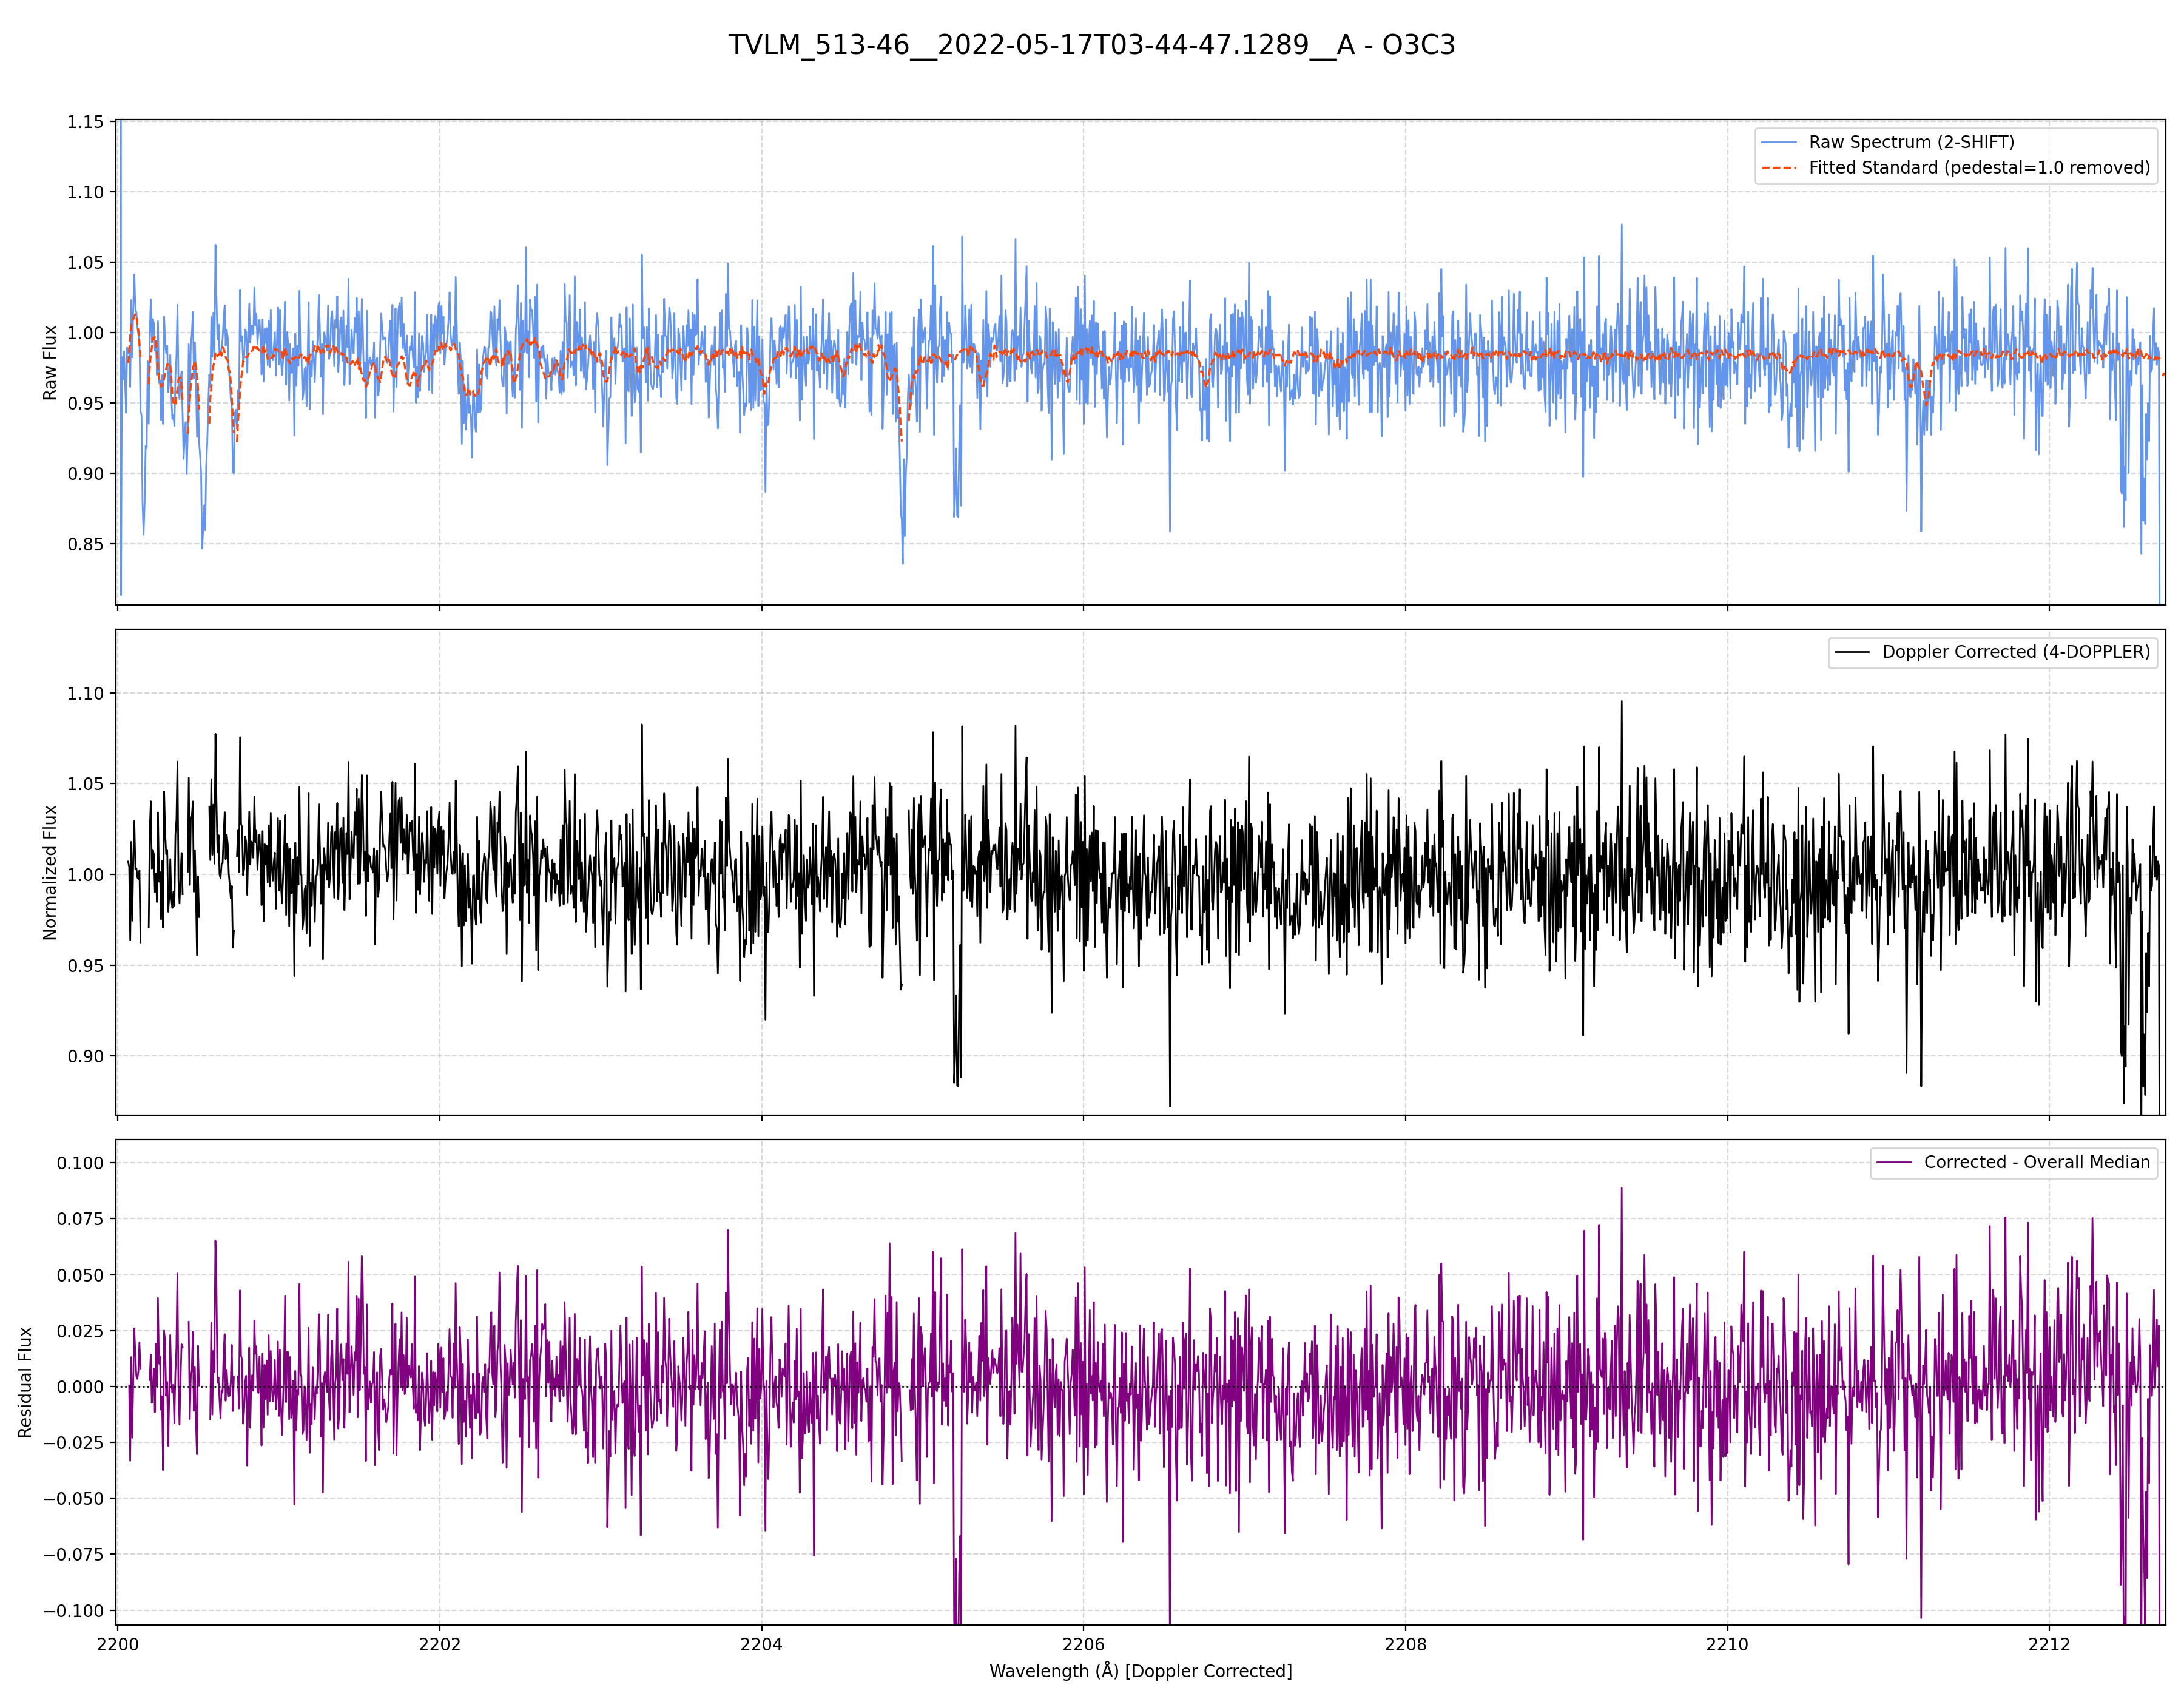 TVLM_513-46__2022-05-17T03-44-47.1289__A - O3C3
1.15
1.10
1.05
1.00
0.95
0.90
0.85
Raw Flux
Raw Spectrum (2-SHIFT)
Fitted Standard (pedestal=1.0 removed)
1.10
1.05
1.00
0.95
0.90
Normalized Flux
Doppler Corrected (4-DOPPLER)
0.100
0.075
0.050
0.025
0.000
−0.025
−0.050
−0.075
−0.100
Residual Flux
Corrected - Overall Median
2200 2202 2204 2206 2208 2210 2212
Wavelength (Å) [Doppler Corrected]